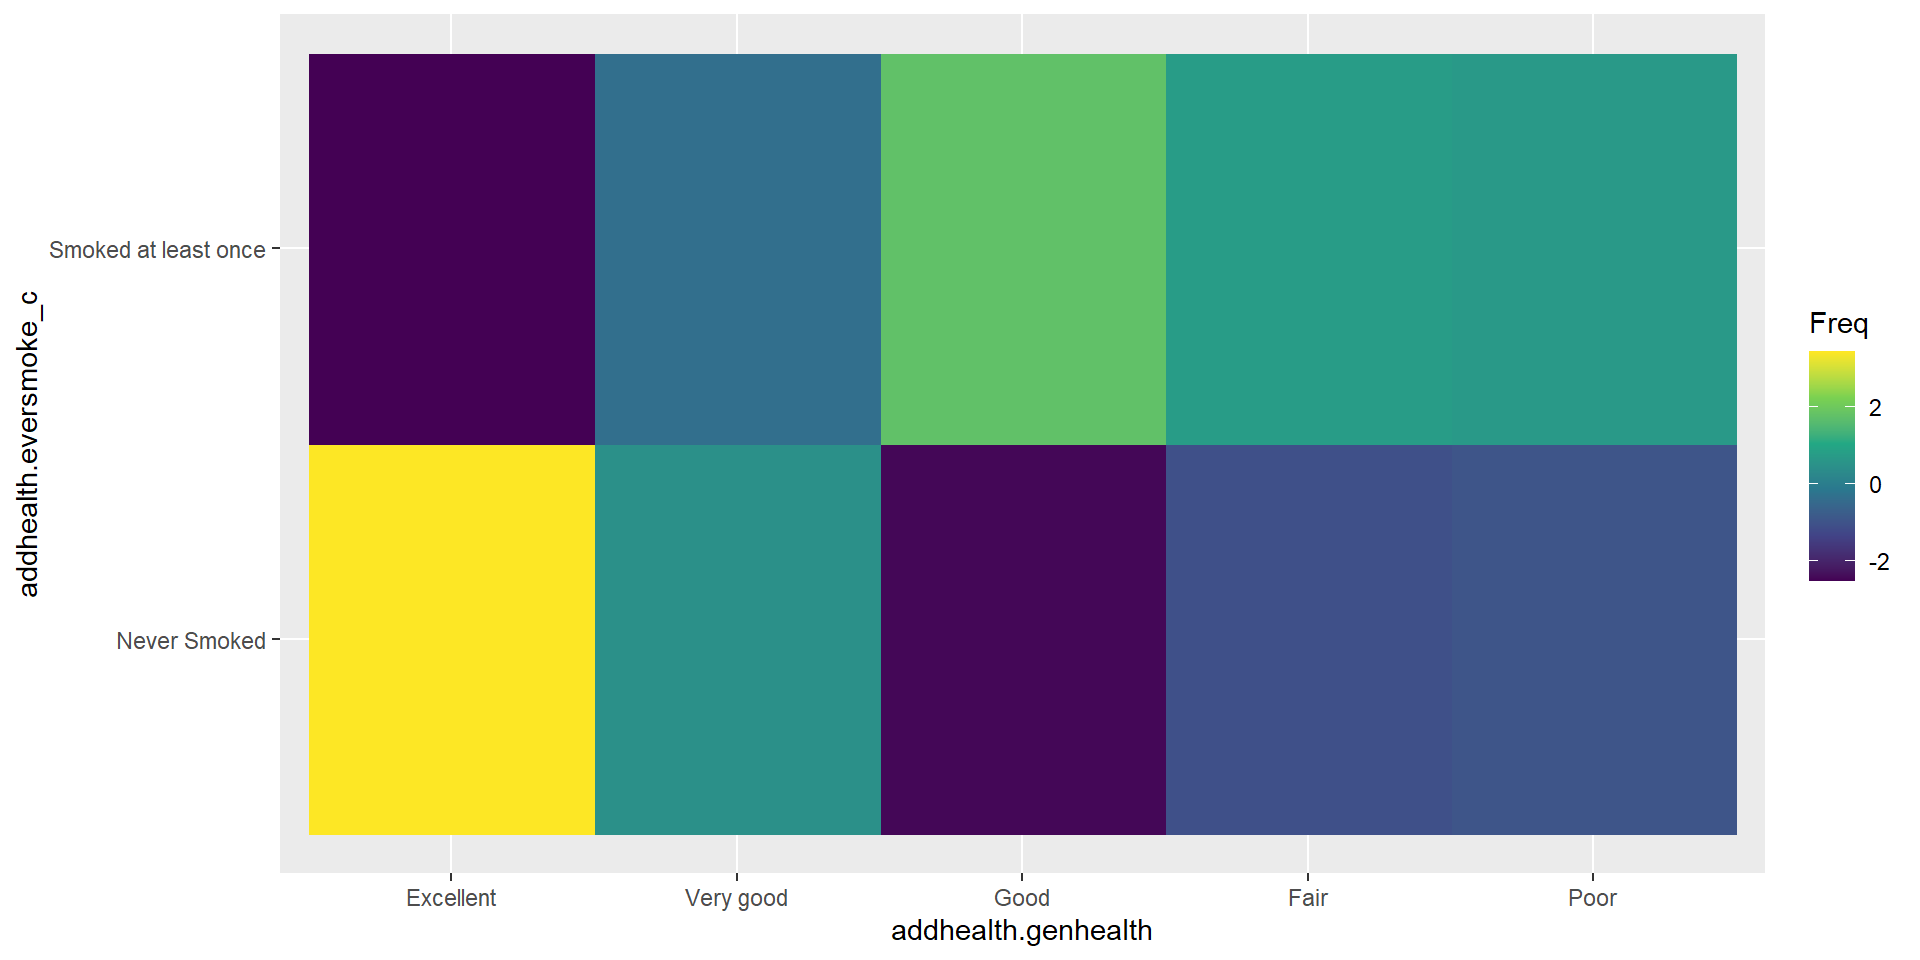 addhealth.eversmoke_c
Smoked at least once
Never Smoked
Excellent
Very good
Good
Fair
Poor
addhealth.genhealth
Freq
2
0
-2